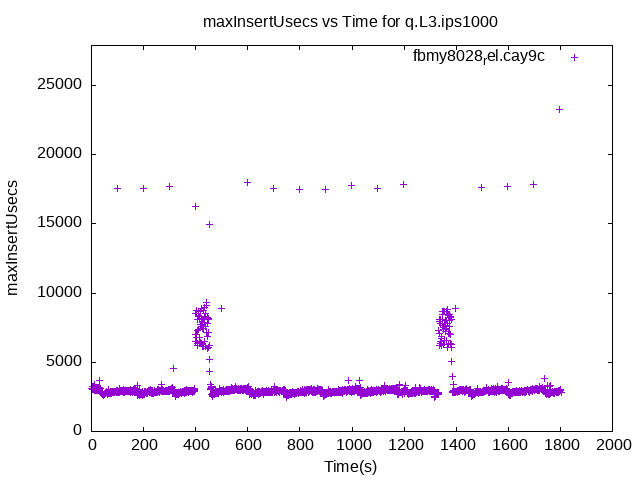 maxInsertUsecs vs Time for q.L3.ips1000
fbmy8028rel.cay9c
25000
20000
15000
10000
5000
0
maxInsertUsecs
0 200 400 600 800 1000 1200 1400 1600 1800 2000
Time(s)